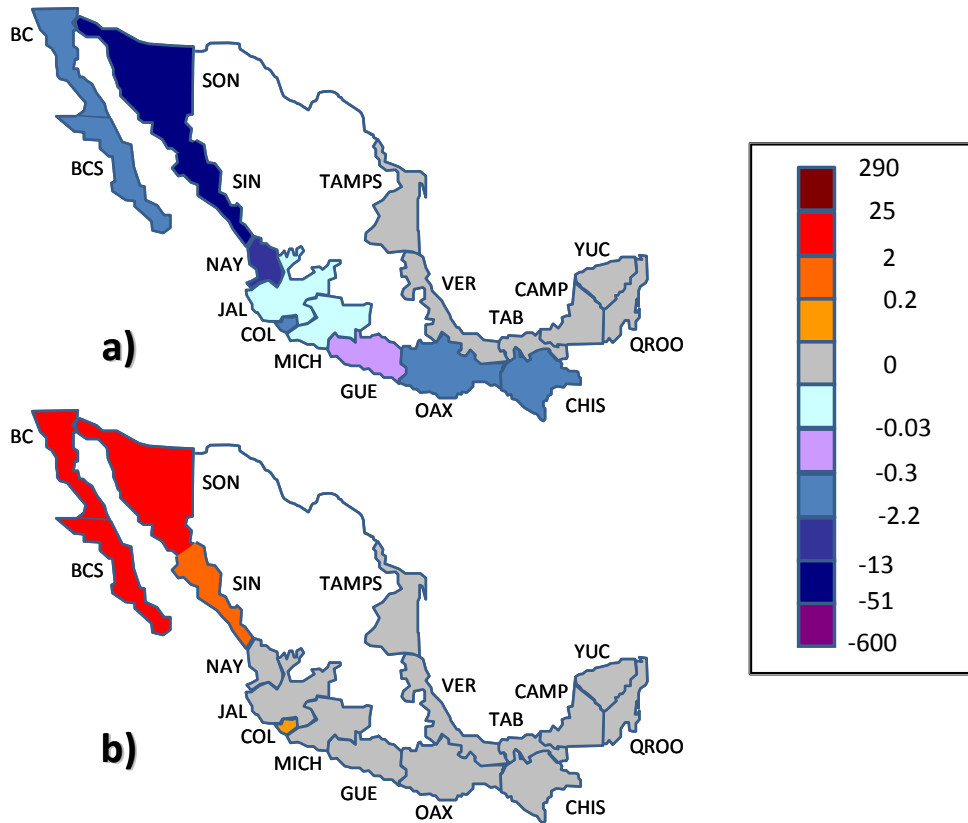 BC
SON
BCS
SIN
TAMPS
NAY
JAL
COL
MICH
GUE
OAX
CHIS
VER
TAB
CAMP
YUC
QROO
a)
BC
SON
BCS
SIN
TAMPS
NAY
JAL
COL
MICH
GUE
OAX
CHIS
VER
TAB
CAMP
YUC
QROO
b)
290
25
2
0.2
0
-0.03
-0.3
-2.2
-13
-51
-600